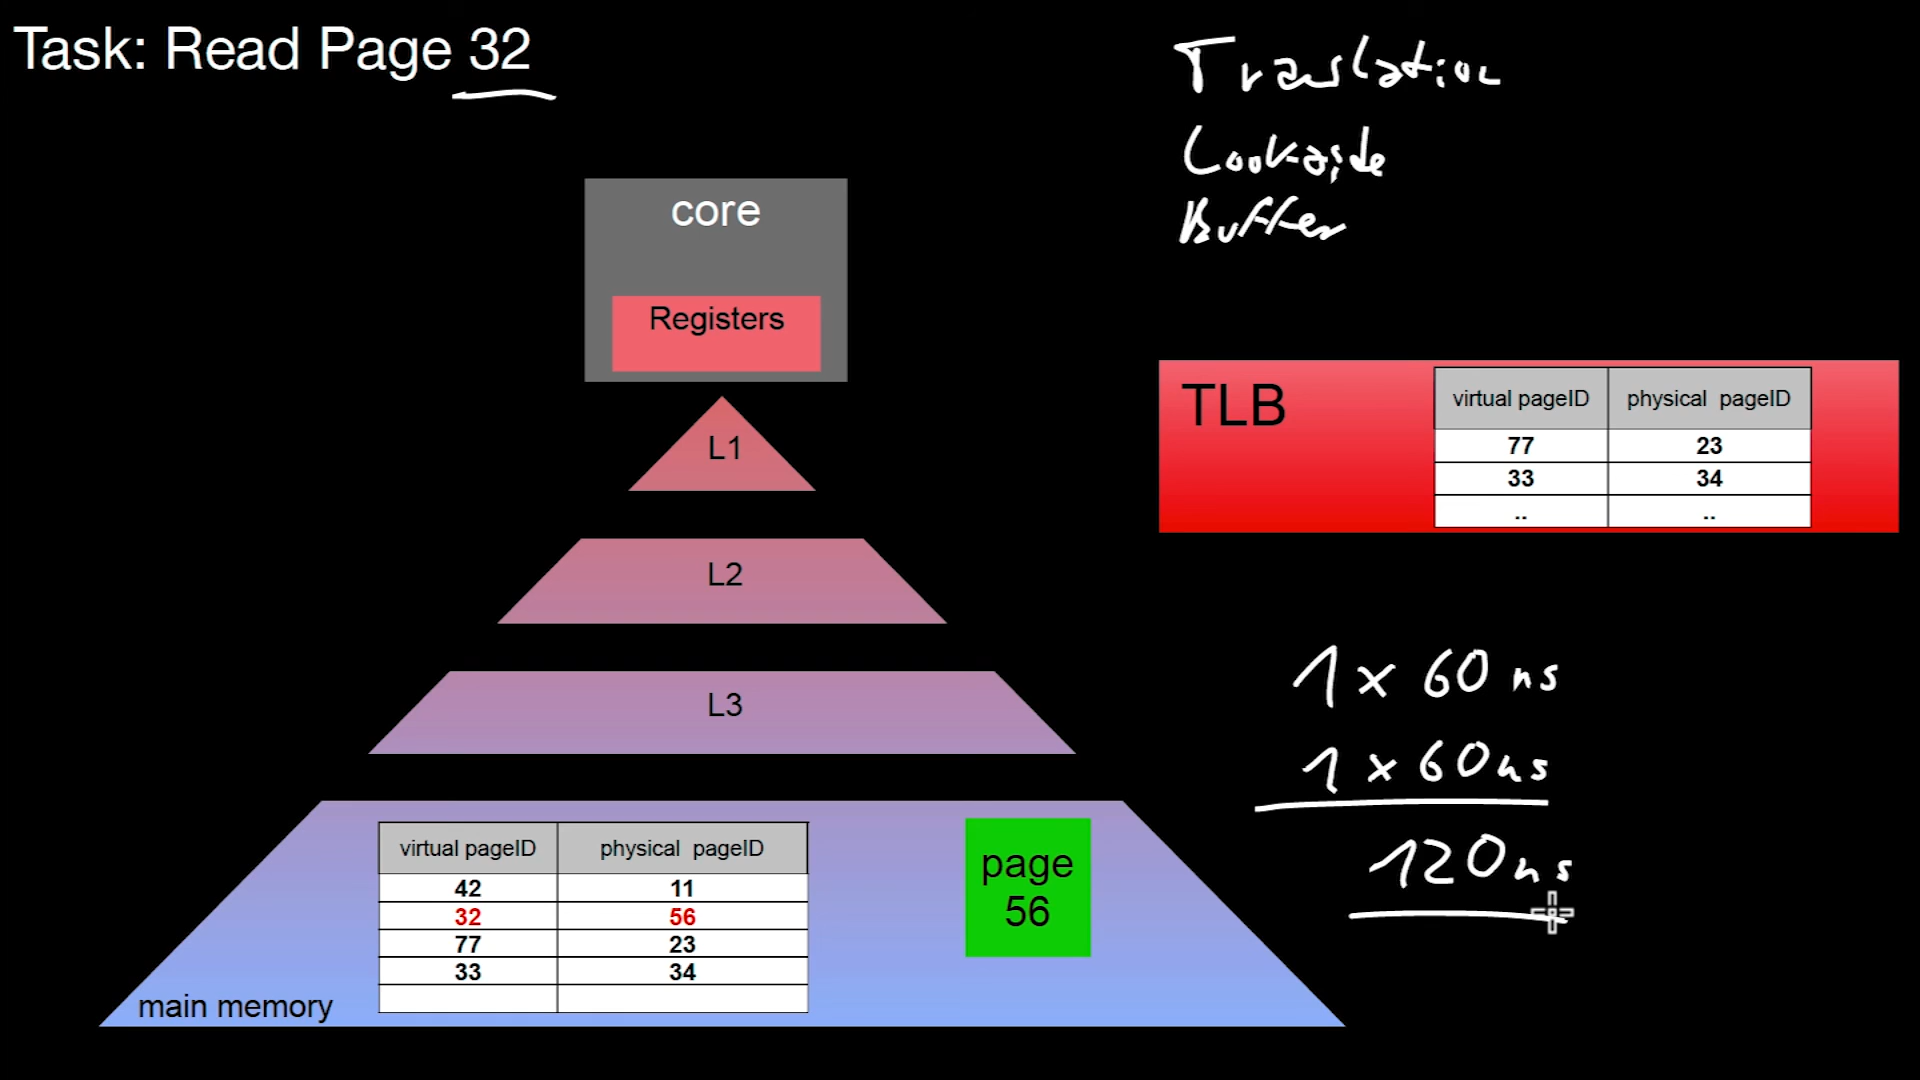 Task: Read Page 32
Translation
Lookaside
Buffer
core
Registers
L1
L2
L3
TLB
virtual pageID physical pageID
77 23
33 34
.. ..
1 x 60 ns
1 x 60 ns
120 ns
virtual pageID physical pageID
42 11
32 56
77 23
33 34
page
56
main memory